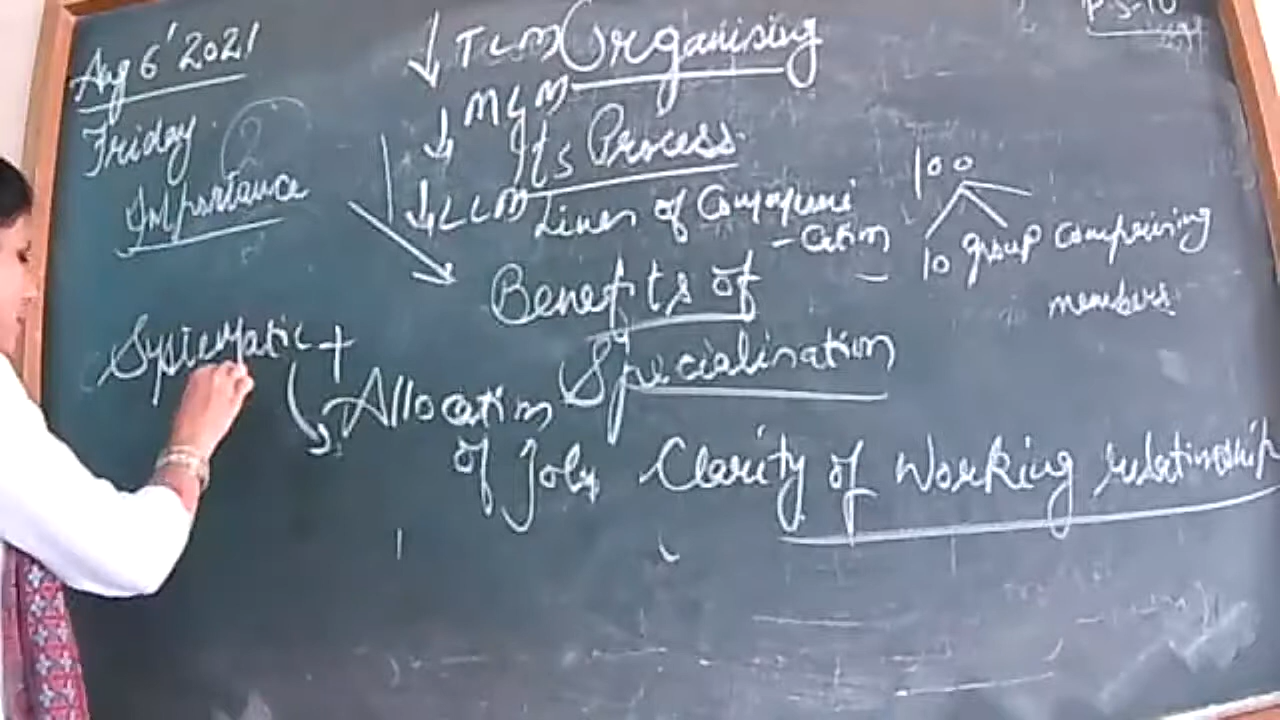 Aug 6' 2021
Friday
2
Importance
TLM Organising
MLM
Its Process
LLM Lines of Communi
-cation
100
10 group comprising
members
Benefits of
Specialisation
Systematic +
Allocation
of jobs
Clarity of Working relationship